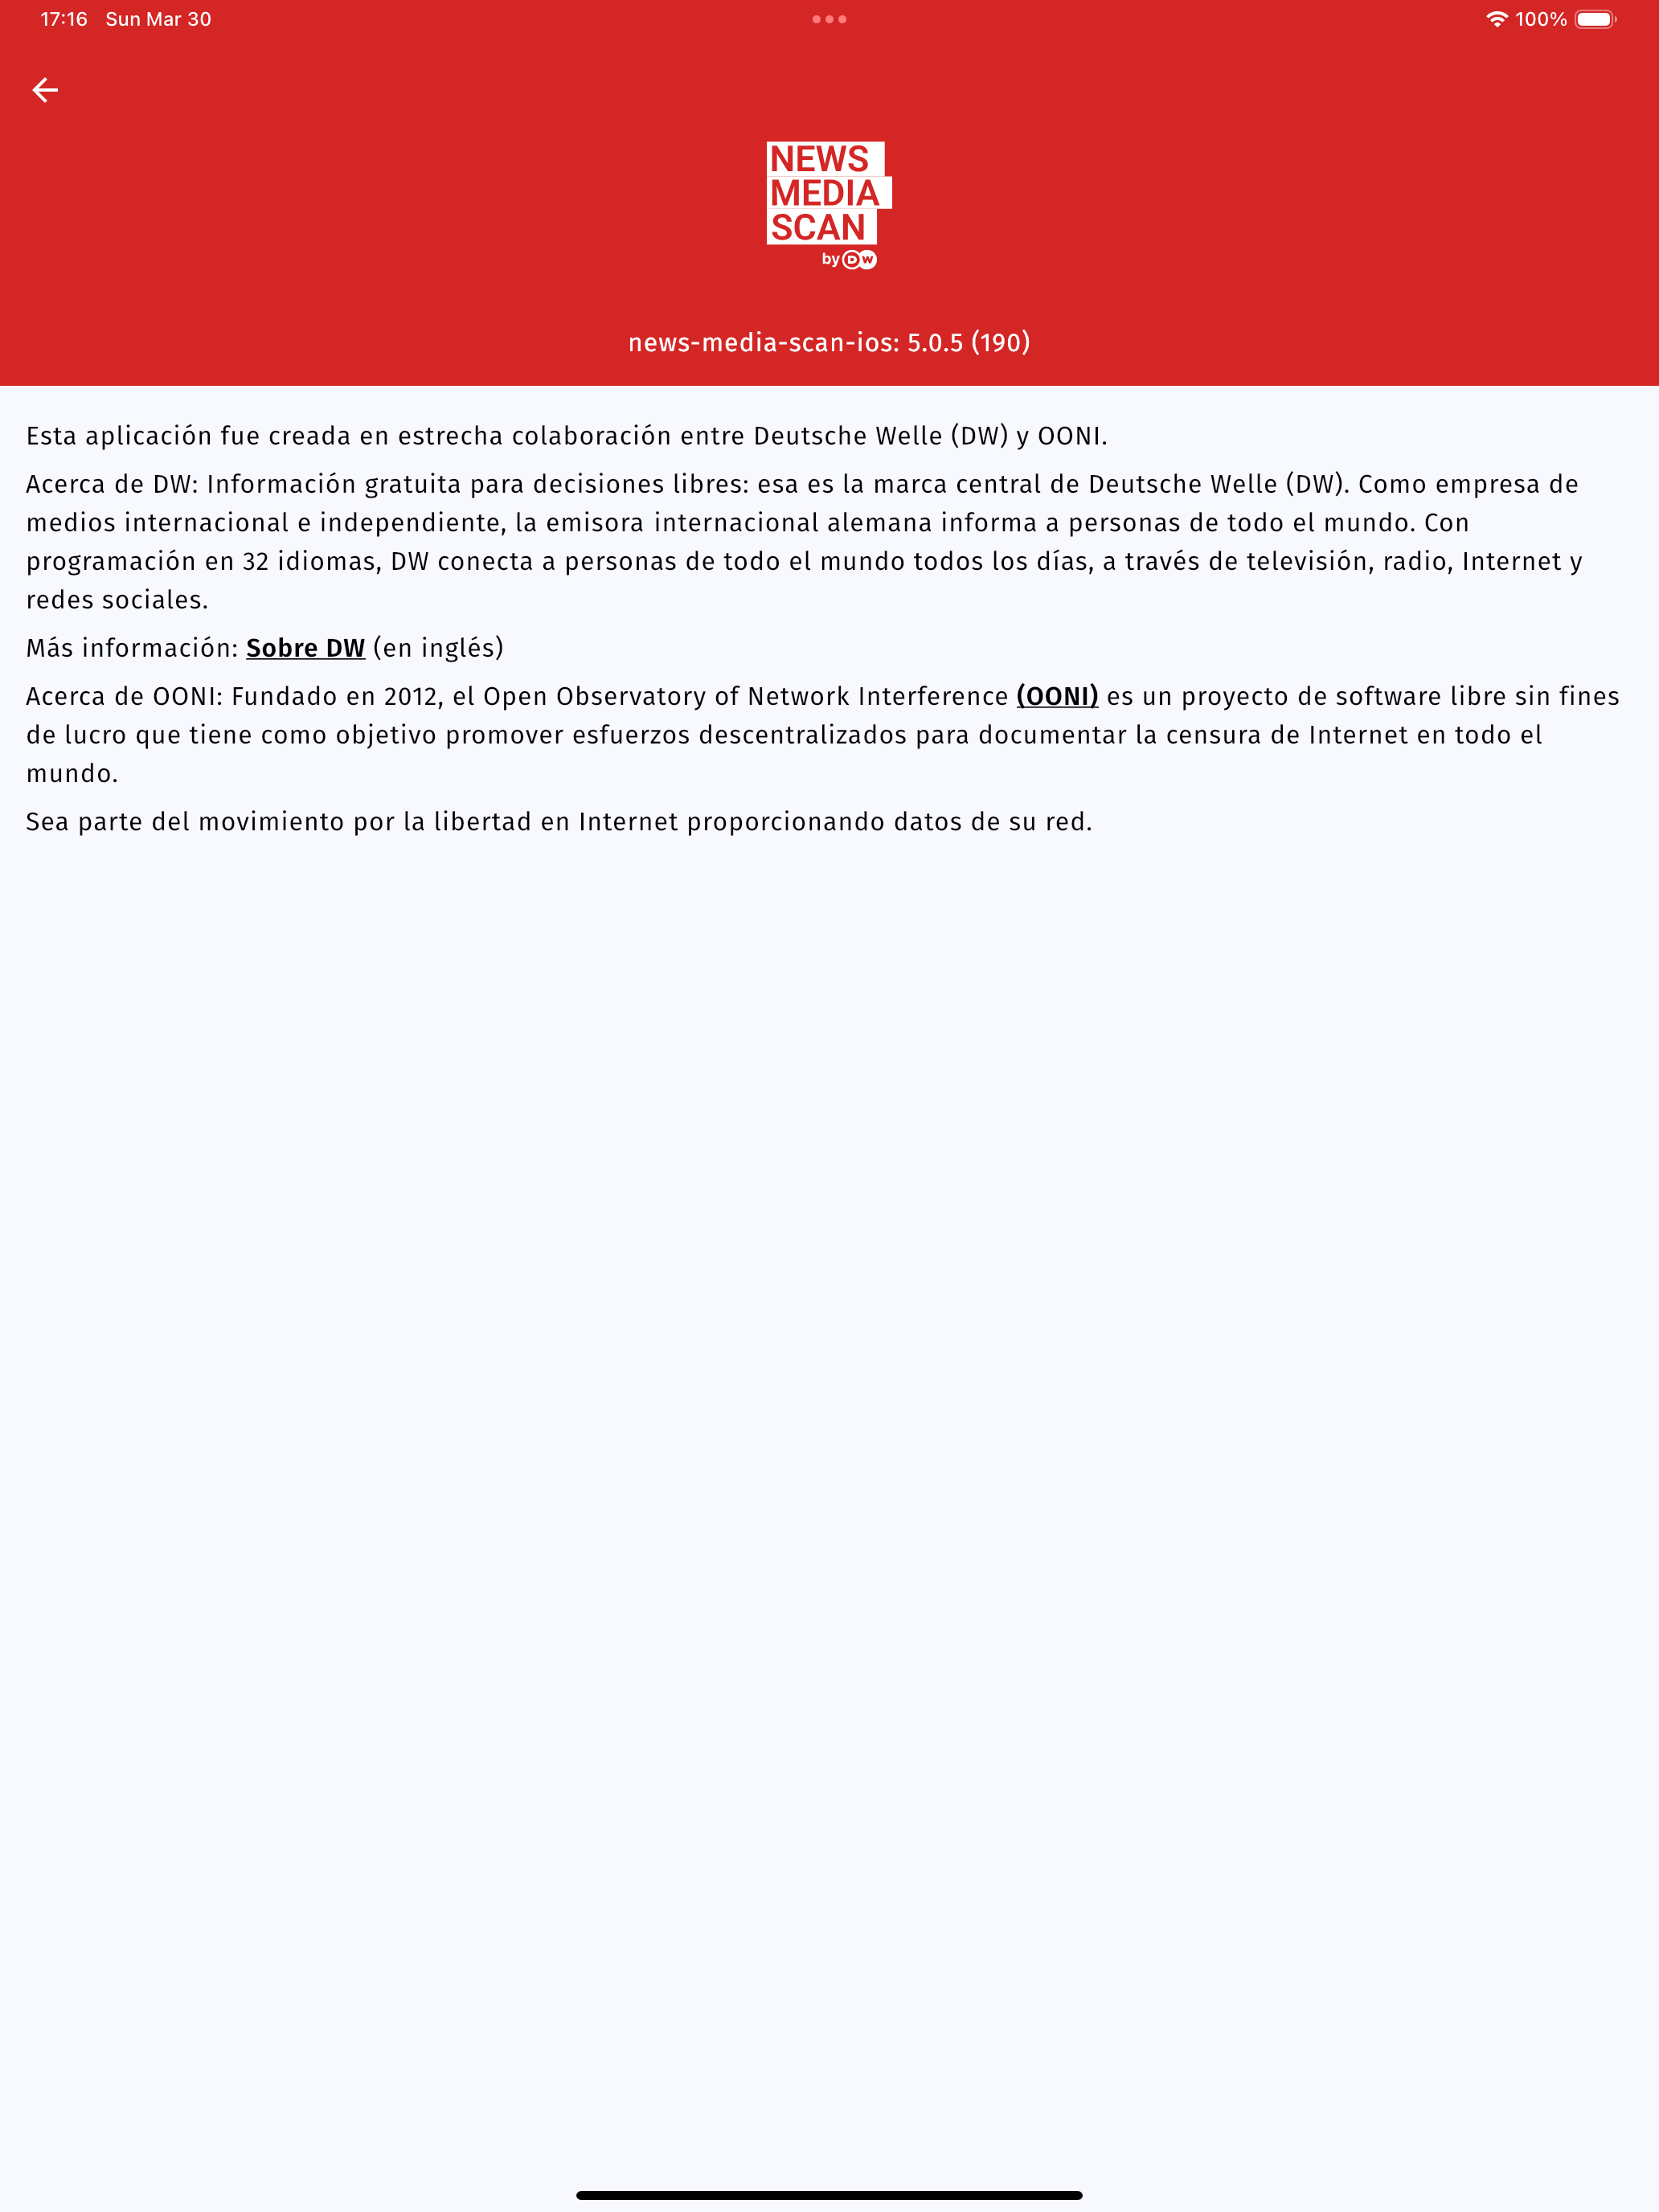 17:16 Sun Mar 30 100%
NEWS
MEDIA
SCAN
by DW
news-media-scan-ios: 5.0.5 (190)
Esta aplicación fue creada en estrecha colaboración entre Deutsche Welle (DW) y OONI.
Acerca de DW: Información gratuita para decisiones libres: esa es la marca central de Deutsche Welle (DW). Como empresa de
medios internacional e independiente, la emisora internacional alemana informa a personas de todo el mundo. Con
programación en 32 idiomas, DW conecta a personas de todo el mundo todos los días, a través de televisión, radio, Internet y
redes sociales.
Más información: Sobre DW (en inglés)
Acerca de OONI: Fundado en 2012, el Open Observatory of Network Interference (OONI) es un proyecto de software libre sin fines
de lucro que tiene como objetivo promover esfuerzos descentralizados para documentar la censura de Internet en todo el
mundo.
Sea parte del movimiento por la libertad en Internet proporcionando datos de su red.